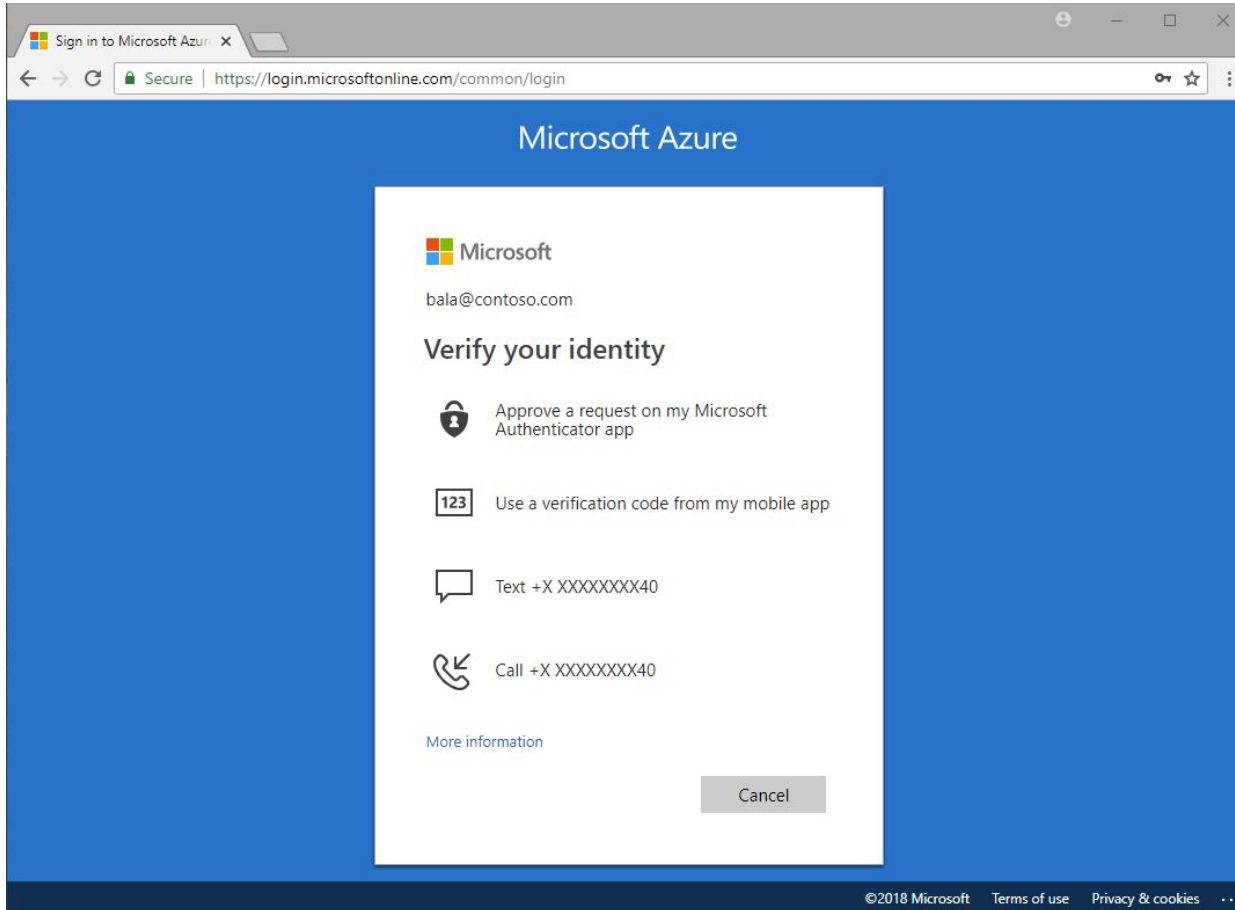 Sign in to Microsoft Azur
Secure | https://login.microsoftonline.com/common/login
Microsoft Azure
Microsoft
bala@contoso.com
Verify your identity
Approve a request on my Microsoft
Authenticator app
123 Use a verification code from my mobile app
Text +X XXXXXXXX40
Call +X XXXXXXXX40
More information
Cancel
©2018 Microsoft Terms of use Privacy & cookies ..